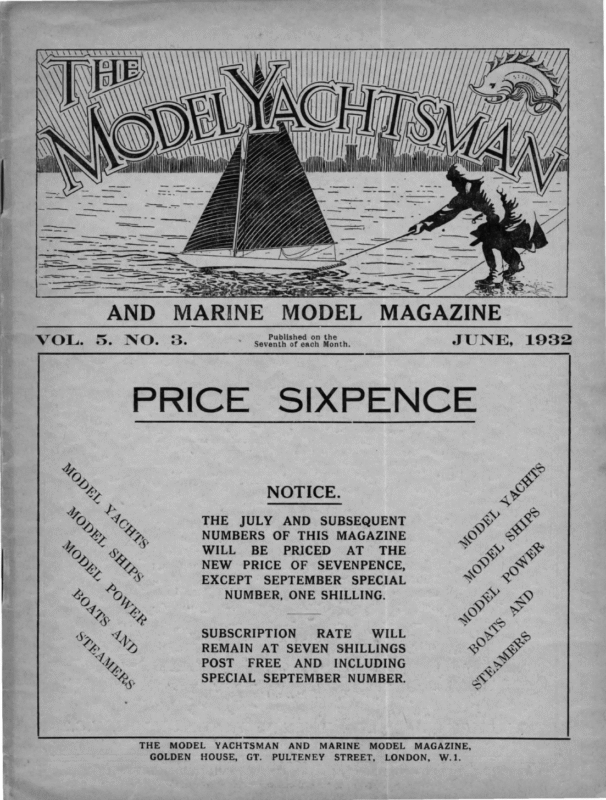 THE
MODEL YACHTSMAN
AND MARINE MODEL MAGAZINE
VOL. 5. NO. 3.
Published on the
Seventh of each Month.
JUNE, 1932
PRICE SIXPENCE
NOTICE.
THE JULY AND SUBSEQUENT
NUMBERS OF THIS MAGAZINE
WILL BE PRICED AT THE
NEW PRICE OF SEVENPENCE,
EXCEPT SEPTEMBER SPECIAL
NUMBER, ONE SHILLING.
SUBSCRIPTION RATE WILL
REMAIN AT SEVEN SHILLINGS
POST FREE AND INCLUDING
SPECIAL SEPTEMBER NUMBER.
MODEL YACHTS
MODEL SHIPS
MODEL POWER
BOATS AND
STEAMERS
MODEL YACHTS
MODEL SHIPS
MODEL POWER
BOATS AND
STEAMERS
THE MODEL YACHTSMAN AND MARINE MODEL MAGAZINE,
GOLDEN HOUSE, GT. PULTENEY STREET, LONDON, W.1.